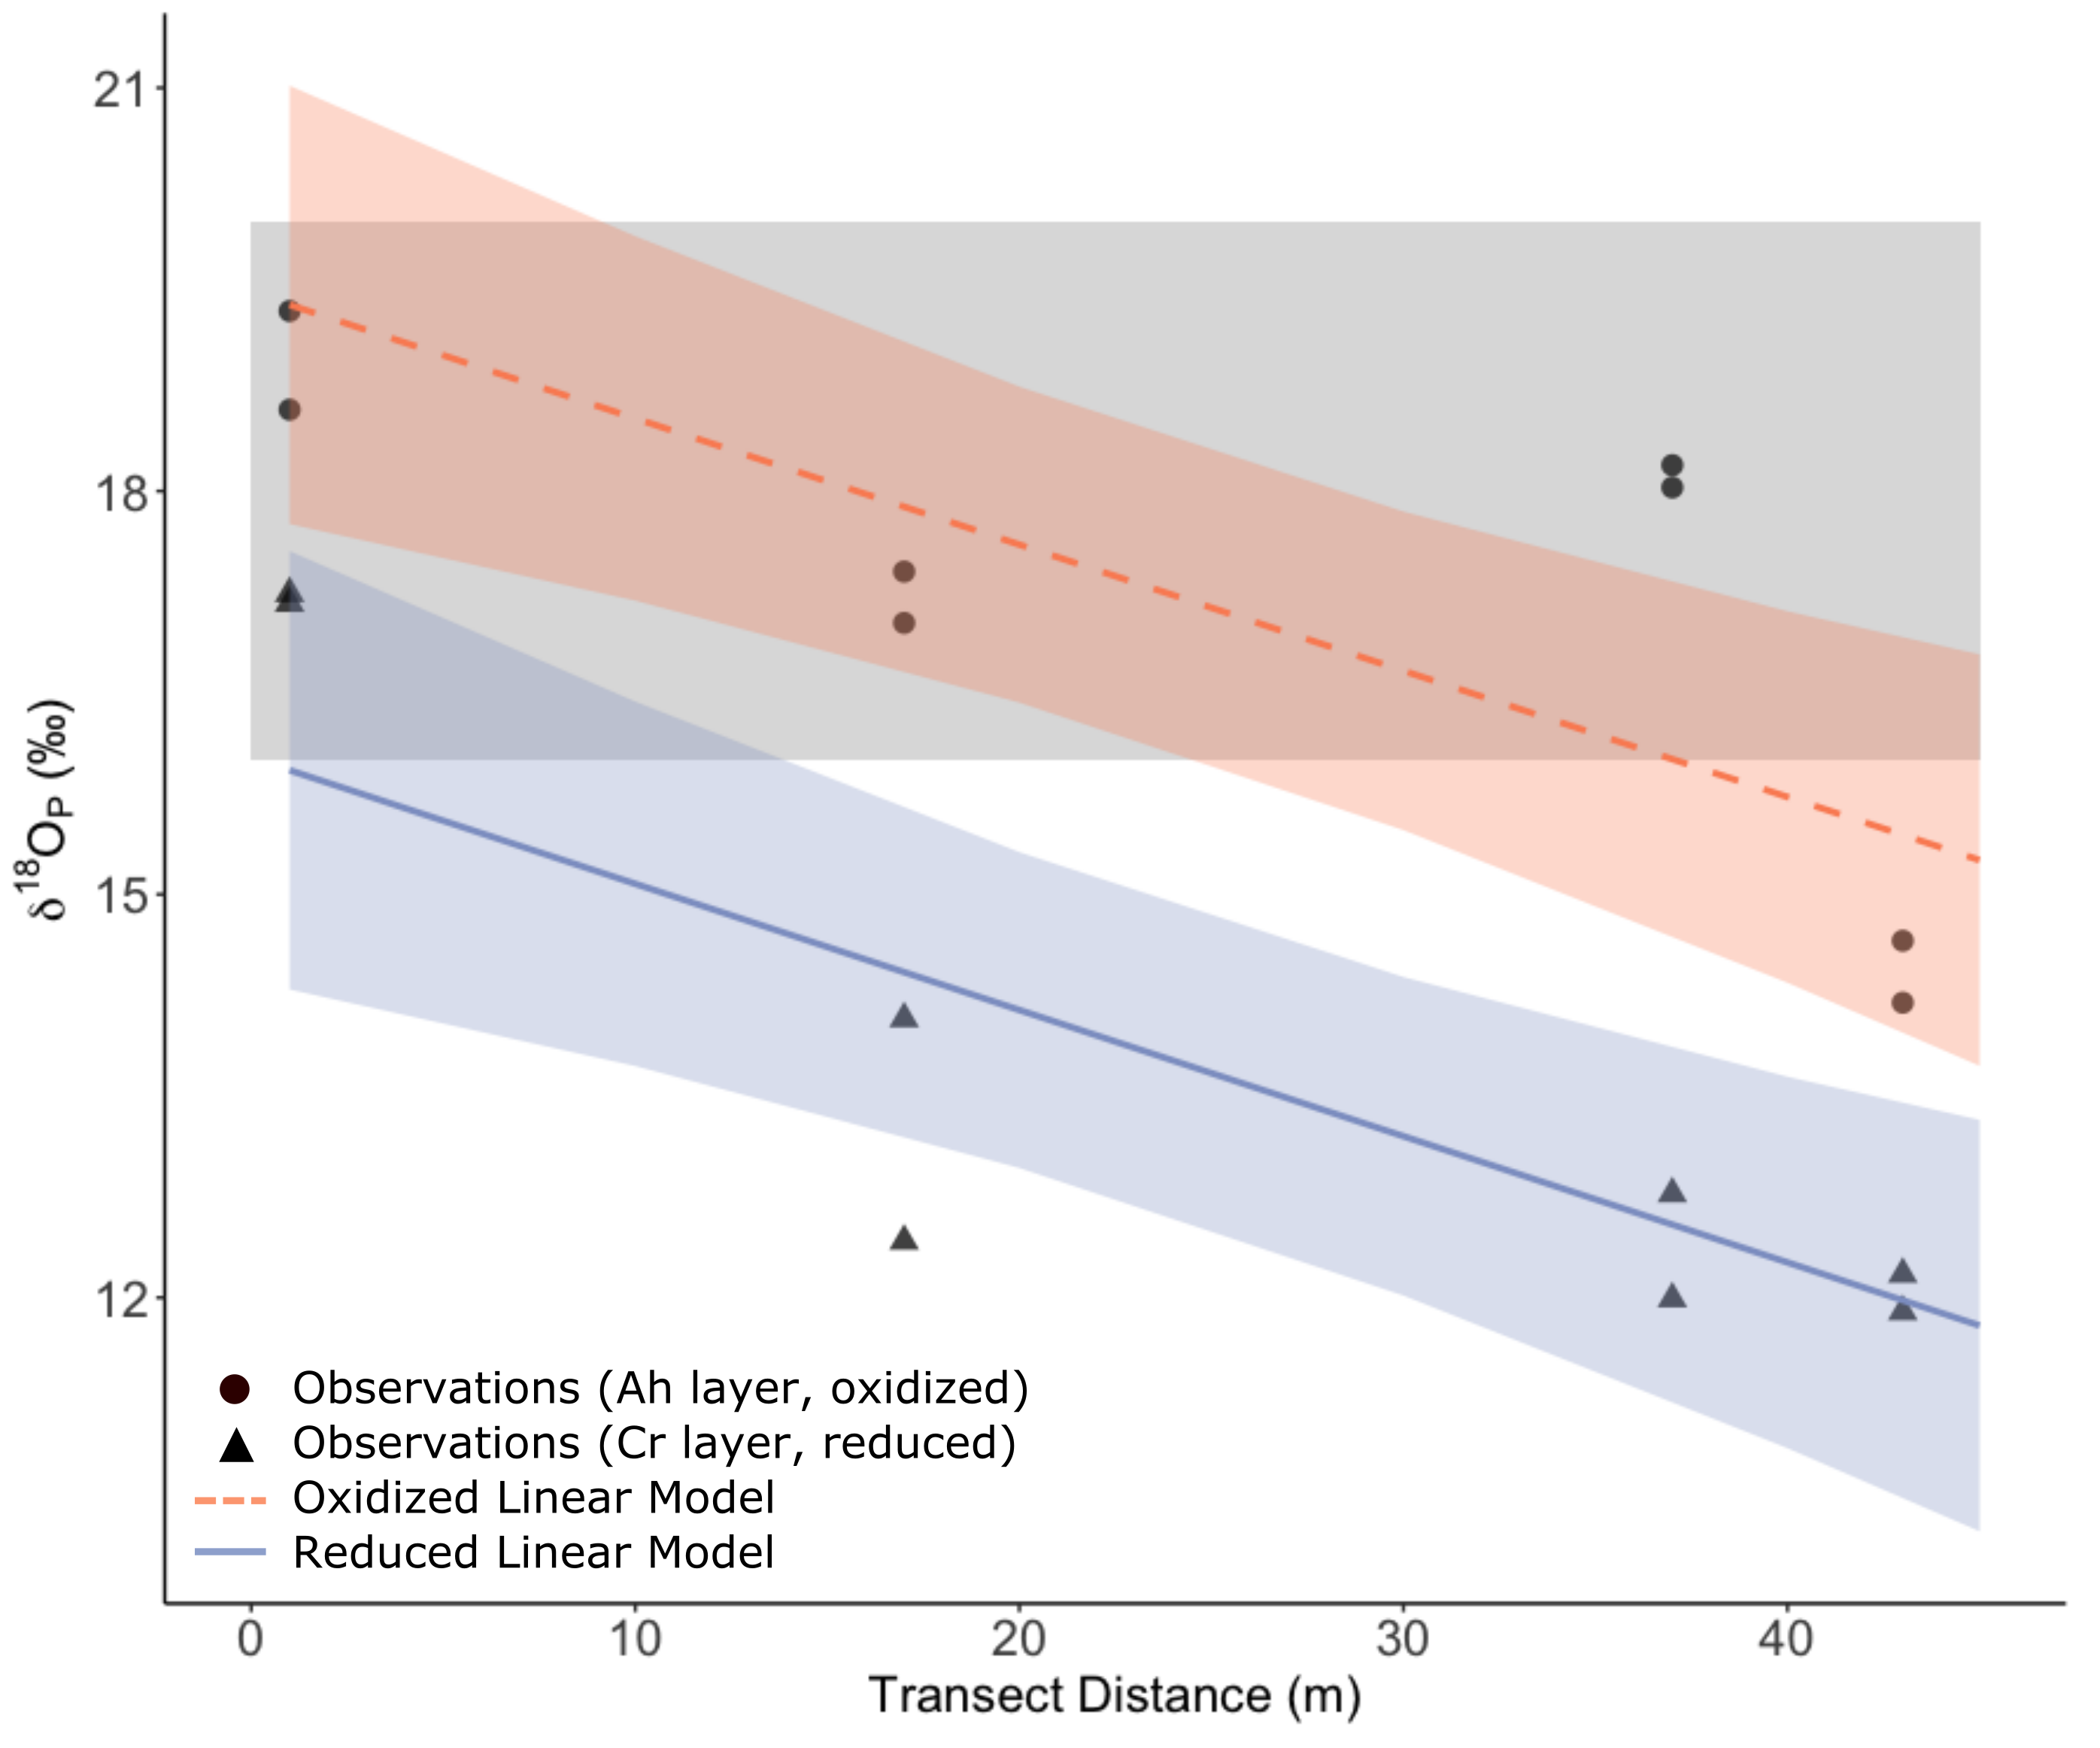 21
18
15
12
δ18OP (‰)
Observations (Ah layer, oxidized)
Observations (Cr layer, reduced)
Oxidized Linear Model
Reduced Linear Model
0 10 20 30 40
Transect Distance (m)